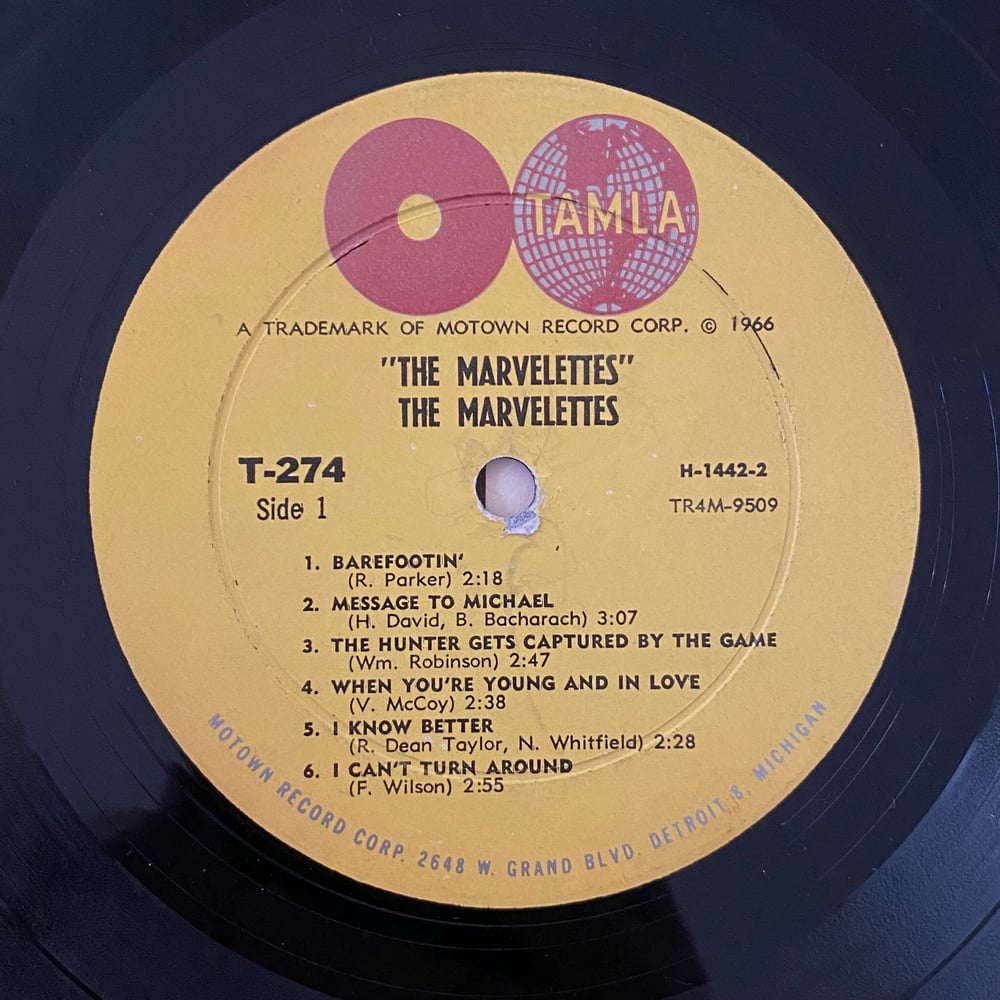 TAMLA
A TRADEMARK OF MOTOWN RECORD CORP. © 1966
"THE MARVELETTES"
THE MARVELETTES
T-274
Side 1
H-1442-2
TR4M-9509
1. BAREFOOTIN'
(R. Parker) 2:18
2. MESSAGE TO MICHAEL
(H. David, B. Bacharach) 3:07
3. THE HUNTER GETS CAPTURED BY THE GAME
(Wm. Robinson) 2:47
4. WHEN YOU'RE YOUNG AND IN LOVE
(V. McCoy) 2:38
5. I KNOW BETTER
(R. Dean Taylor, N. Whitfield) 2:28
6. I CAN'T TURN AROUND
(F. Wilson) 2:55
MOTOWN RECORD CORP. 2648 W. GRAND BLVD. DETROIT 8, MICHIGAN